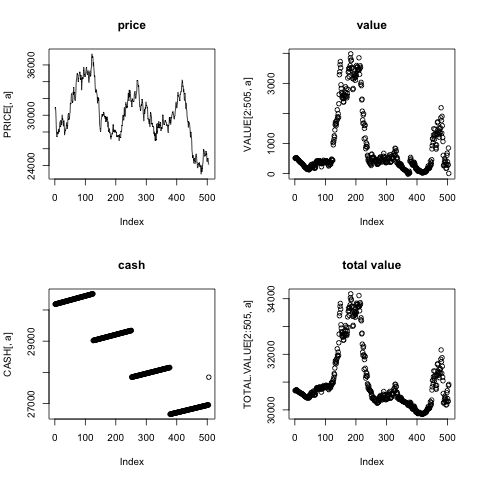 price
PRICE[, a]
24000 30000 36000
0 100 200 300 400 500
Index
value
VALUE[2:505, a]
0 1000 3000
0 100 200 300 400 500
Index
cash
CASH[, a]
27000 29000
0 100 200 300 400 500
Index
total value
TOTAL.VALUE[2:505, a]
30000 32000 34000
0 100 200 300 400 500
Index